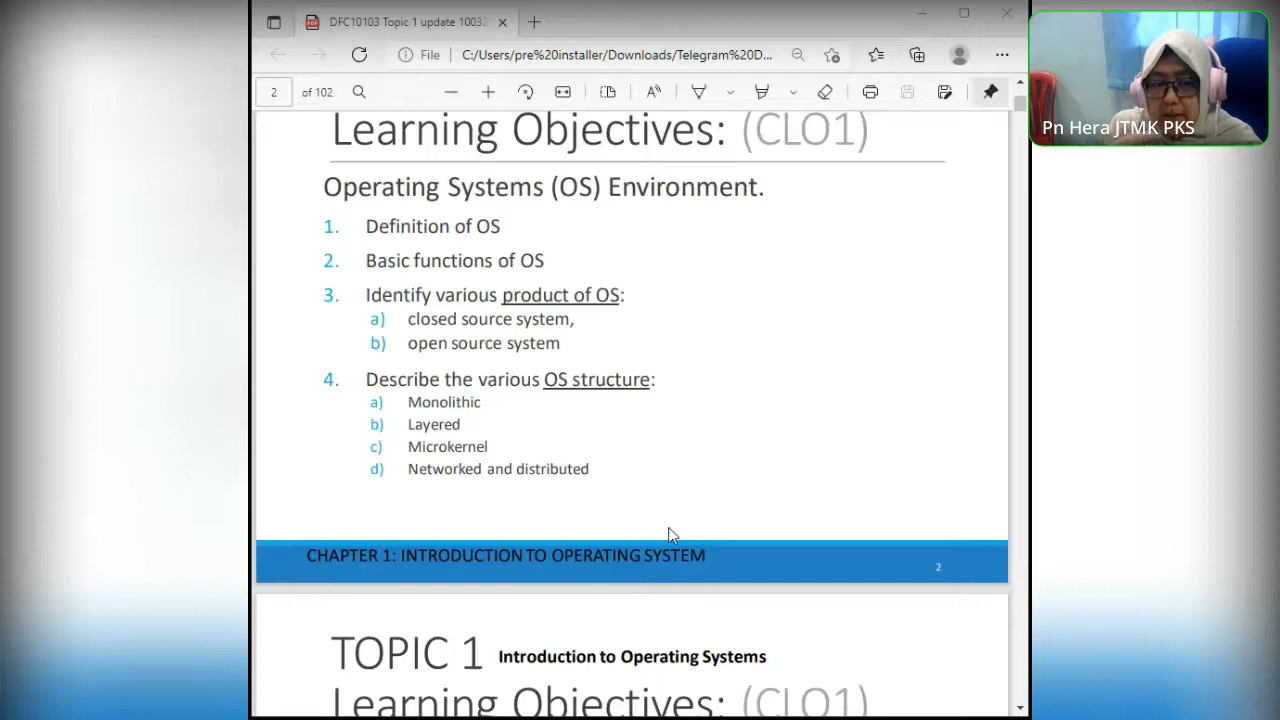 DFC10103 Topic 1 update 10032
File C:/Users/pre%20installer/Downloads/Telegram%20D...
2 of 102
Learning Objectives: (CLO1)
Operating Systems (OS) Environment.
1. Definition of OS
2. Basic functions of OS
3. Identify various product of OS:
a) closed source system,
b) open source system
4. Describe the various OS structure:
a) Monolithic
b) Layered
c) Microkernel
d) Networked and distributed
CHAPTER 1: INTRODUCTION TO OPERATING SYSTEM
2
TOPIC 1 Introduction to Operating Systems
Learning Objectives: (CLO1)
Pn Hera JTMK PKS